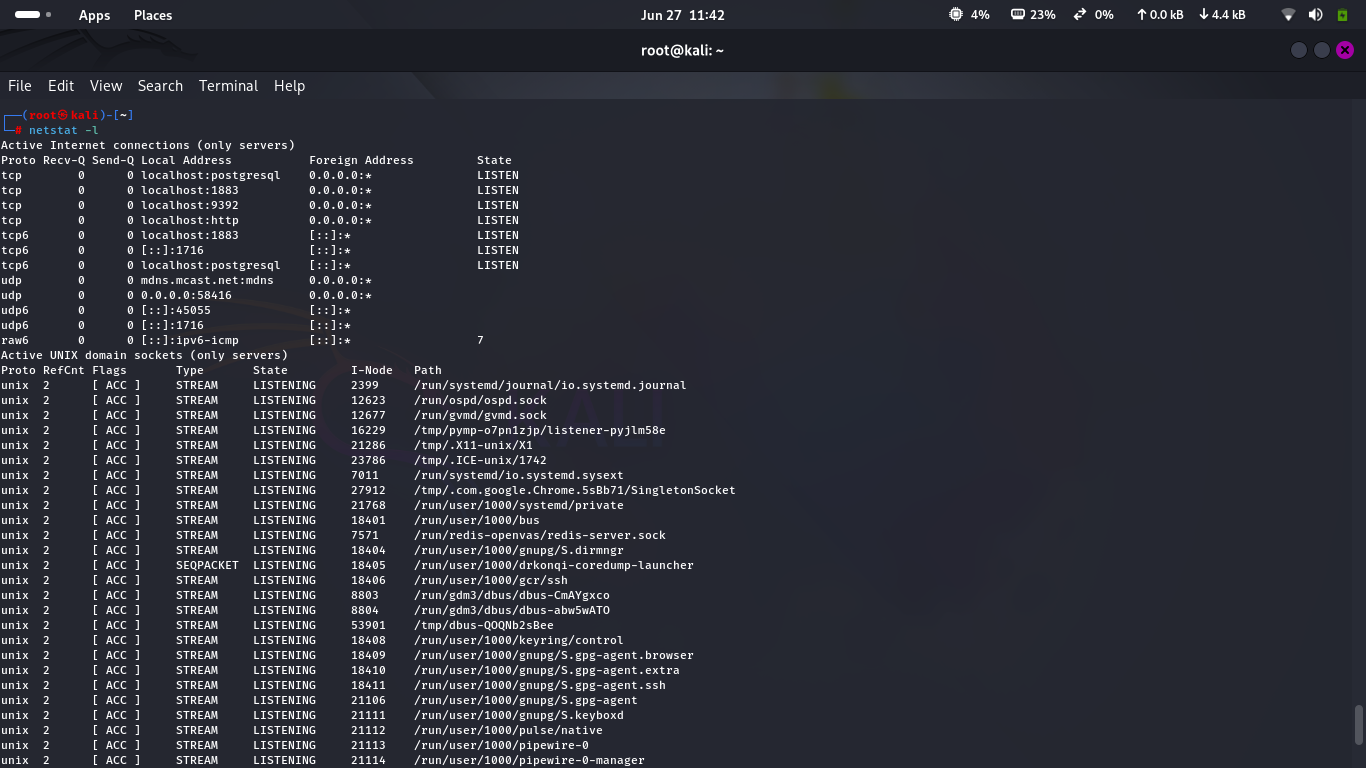 Apps Places Jun 27 11:42 4% 23% 0% 0.0 kB 4.4 kB
root@kali: ~
File Edit View Search Terminal Help
┌──(root㉿kali)-[~]
└─# netstat -l
Active Internet connections (only servers)
Proto Recv-Q Send-Q Local Address           Foreign Address         State
tcp        0      0 localhost:postgresql    0.0.0.0:*               LISTEN
tcp        0      0 localhost:1883          0.0.0.0:*               LISTEN
tcp        0      0 localhost:9392          0.0.0.0:*               LISTEN
tcp        0      0 localhost:http          0.0.0.0:*               LISTEN
tcp6       0      0 localhost:1883          [::]:*                  LISTEN
tcp6       0      0 [::]:1716               [::]:*                  LISTEN
tcp6       0      0 localhost:postgresql    [::]:*                  LISTEN
udp        0      0 mdns.mcast.net:mdns     0.0.0.0:*
udp        0      0 0.0.0.0:58416           0.0.0.0:*
udp6       0      0 [::]:45055              [::]:*
udp6       0      0 [::]:1716               [::]:*
raw6       0      0 [::]:ipv6-icmp          [::]:*                  7
Active UNIX domain sockets (only servers)
Proto RefCnt Flags       Type       State         I-Node   Path
unix  2      [ ACC ]     STREAM     LISTENING     2399     /run/systemd/journal/io.systemd.journal
unix  2      [ ACC ]     STREAM     LISTENING     12623    /run/ospd/ospd.sock
unix  2      [ ACC ]     STREAM     LISTENING     12677    /run/gvmd/gvmd.sock
unix  2      [ ACC ]     STREAM     LISTENING     16229    /tmp/pymp-o7pn1zjp/listener-pyjlm58e
unix  2      [ ACC ]     STREAM     LISTENING     21286    /tmp/.X11-unix/X1
unix  2      [ ACC ]     STREAM     LISTENING     23786    /tmp/.ICE-unix/1742
unix  2      [ ACC ]     STREAM     LISTENING     7011     /run/systemd/io.systemd.sysext
unix  2      [ ACC ]     STREAM     LISTENING     27912    /tmp/.com.google.Chrome.5sBb71/SingletonSocket
unix  2      [ ACC ]     STREAM     LISTENING     21768    /run/user/1000/systemd/private
unix  2      [ ACC ]     STREAM     LISTENING     18401    /run/user/1000/bus
unix  2      [ ACC ]     STREAM     LISTENING     7571     /run/redis-openvas/redis-server.sock
unix  2      [ ACC ]     STREAM     LISTENING     18404    /run/user/1000/gnupg/S.dirmngr
unix  2      [ ACC ]     SEQPACKET  LISTENING     18405    /run/user/1000/drkonqi-coredump-launcher
unix  2      [ ACC ]     STREAM     LISTENING     18406    /run/user/1000/gcr/ssh
unix  2      [ ACC ]     STREAM     LISTENING     8803     /run/gdm3/dbus/dbus-CmAYgxco
unix  2      [ ACC ]     STREAM     LISTENING     8804     /run/gdm3/dbus/dbus-abw5wATO
unix  2      [ ACC ]     STREAM     LISTENING     53901    /tmp/dbus-QOQNb2sBee
unix  2      [ ACC ]     STREAM     LISTENING     18408    /run/user/1000/keyring/control
unix  2      [ ACC ]     STREAM     LISTENING     18409    /run/user/1000/gnupg/S.gpg-agent.browser
unix  2      [ ACC ]     STREAM     LISTENING     18410    /run/user/1000/gnupg/S.gpg-agent.extra
unix  2      [ ACC ]     STREAM     LISTENING     18411    /run/user/1000/gnupg/S.gpg-agent.ssh
unix  2      [ ACC ]     STREAM     LISTENING     21106    /run/user/1000/gnupg/S.gpg-agent
unix  2      [ ACC ]     STREAM     LISTENING     21111    /run/user/1000/gnupg/S.keyboxd
unix  2      [ ACC ]     STREAM     LISTENING     21112    /run/user/1000/pulse/native
unix  2      [ ACC ]     STREAM     LISTENING     21113    /run/user/1000/pipewire-0
unix  2      [ ACC ]     STREAM     LISTENING     21114    /run/user/1000/pipewire-0-manager
KALI